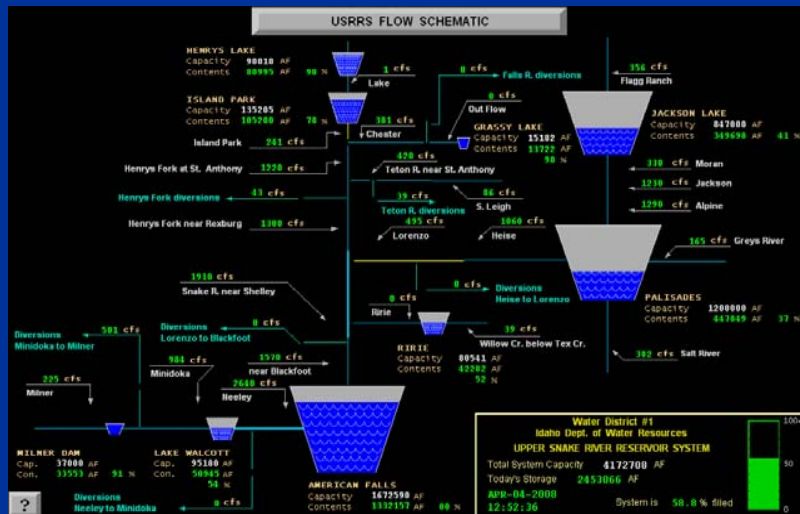 USRRS FLOW SCHEMATIC
HENRYS LAKE
Capacity 90010 AF
Contents 80995 AF 90 %
1 cfs
Lake
0 cfs
Falls R. diversions
356 cfs
Flagg Ranch
ISLAND PARK
Capacity 135205 AF
Contents 105200 AF 78 %
0 cfs
Out Flow
381 cfs
Chester
GRASSY LAKE
Capacity 15182 AF
Contents 13722 AF
90 %
JACKSON LAKE
Capacity 847000 AF
Contents 349698 AF 41 %
Island Park 241 cfs
Henrys Fork at St. Anthony 1220 cfs
420 cfs
Teton R. near St. Anthony
330 cfs Moran
1230 cfs Jackson
1290 cfs Alpine
Henrys Fork diversions 43 cfs
39 cfs
Teton R. diversions
86 cfs
S. Leigh
Henrys Fork near Rexburg 1300 cfs
495 cfs
Lorenzo
1060 cfs
Heise
165 cfs Greys River
1910 cfs
Snake R. near Shelley
0 cfs
Diversions
Heise to Lorenzo
PALISADES
Capacity 1200000 AF
Contents 447049 AF 37 %
0 cfs
Ririe
39 cfs
Willow Cr. below Tex Cr.
RIRIE
Capacity 80541 AF
Contents 42282 AF
52 %
302 cfs Salt River
Diversions 501 cfs
Minidoka to Milner
Diversions 0 cfs
Lorenzo to Blackfoot
984 cfs
Minidoka
1570 cfs
near Blackfoot
225 cfs
Milner
2640 cfs
Neeley
MILNER DAM
Cap. 37000 AF
Con. 33553 AF 91 %
LAKE WALCOTT
Cap. 95180 AF
Con. 50945 AF
54 %
AMERICAN FALLS
Capacity 1672590 AF
Contents 1332157 AF 80 %
?
Diversions
Neeley to Minidoka
0 cfs
Water District #1
Idaho Dept. of Water Resources
UPPER SNAKE RIVER RESERVOIR SYSTEM
Total System Capacity 4172708 AF
Today's Storage 2453066 AF
APR-04-2008
12:52:36
System is 58.8 % filled
100%
50
0